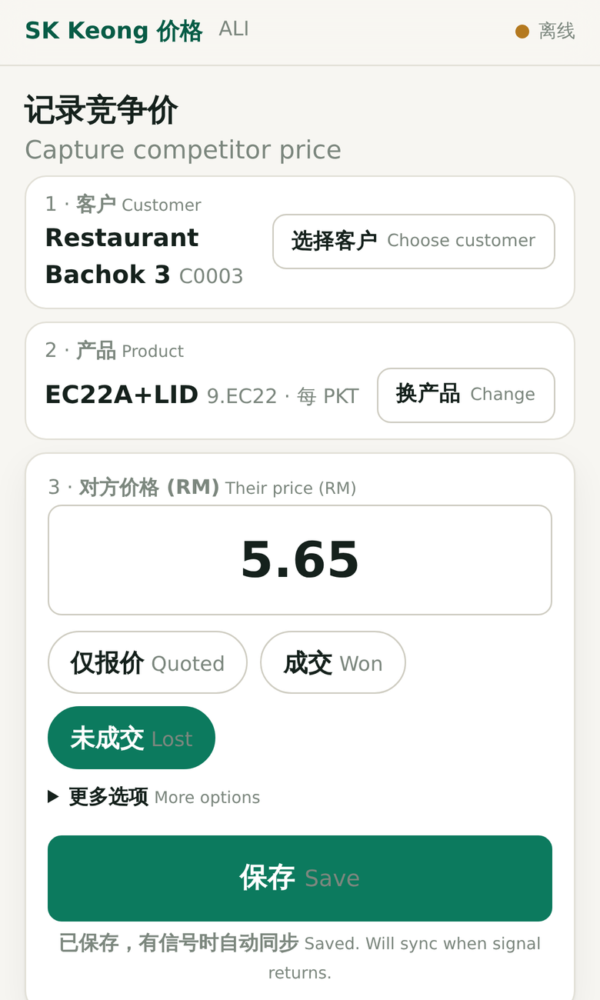 SK Keong 价格 ALI
离线
记录竞争价
Capture competitor price
1 · 客户 Customer
Restaurant
Bachok 3 C0003
选择客户 Choose customer
2 · 产品 Product
EC22A+LID 9.EC22 · 每 PKT
换产品 Change
3 · 对方价格 (RM) Their price (RM)
5.65
仅报价 Quoted
成交 Won
未成交 Lost
更多选项 More options
保存 Save
已保存，有信号时自动同步 Saved. Will sync when signal
returns.